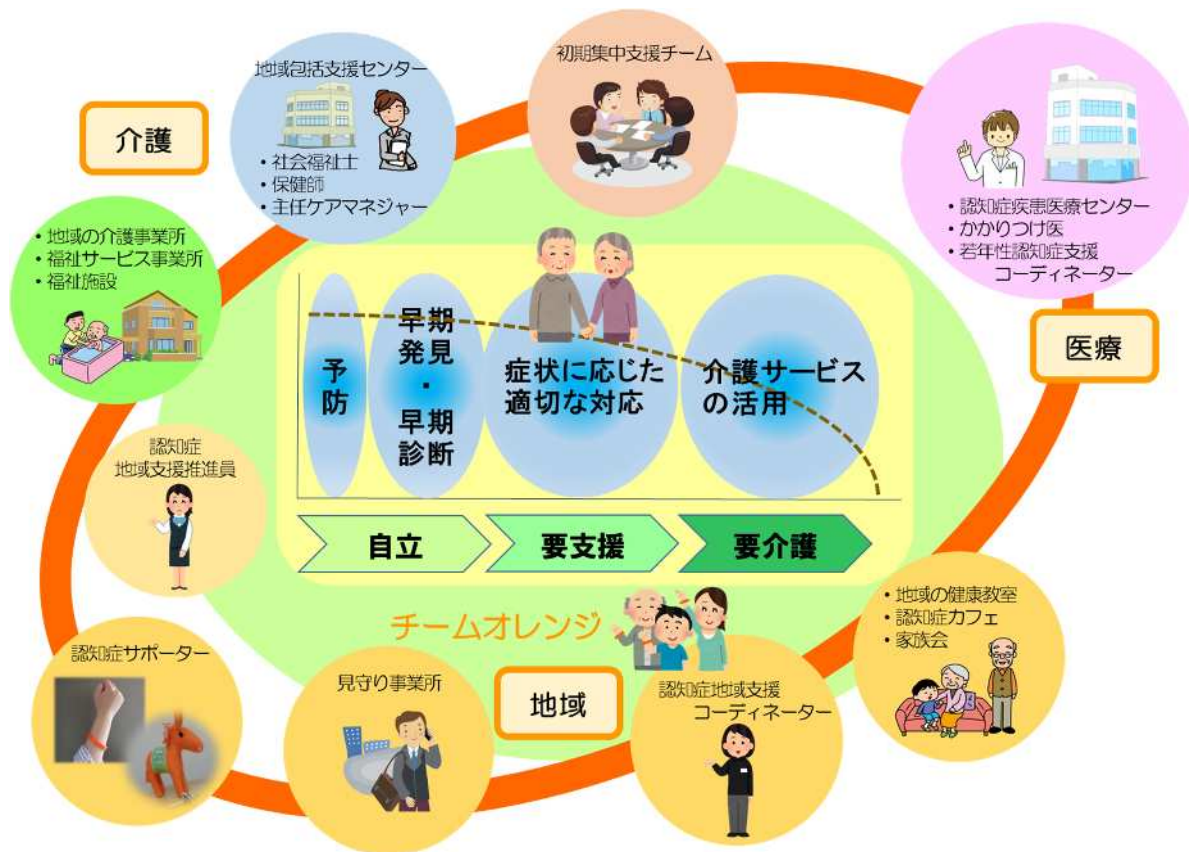 初期集中支援チーム
地域包括支援センター
・社会福祉士
・保健師
・主任ケアマネジャー
介護
・地域の介護事業所
・福祉サービス事業所
・福祉施設
・認知症疾患医療センター
・かかりつけ医
・若年性認知症支援
コーディネーター
医療
予
防
早期
発見
・
早期
診断
症状に応じた
適切な対応
介護サービス
の活用
自立
要支援
要介護
認知症
地域支援推進員
チームオレンジ
地域
認知症サポーター
見守り事業所
認知症地域支援
コーディネーター
・地域の健康教室
・認知症カフェ
・家族会